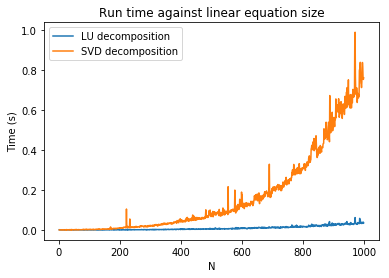 Run time against linear equation size
LU decomposition
SVD decomposition
Time (s)
1.0
0.8
0.6
0.4
0.2
0.0
0 200 400 600 800 1000
N